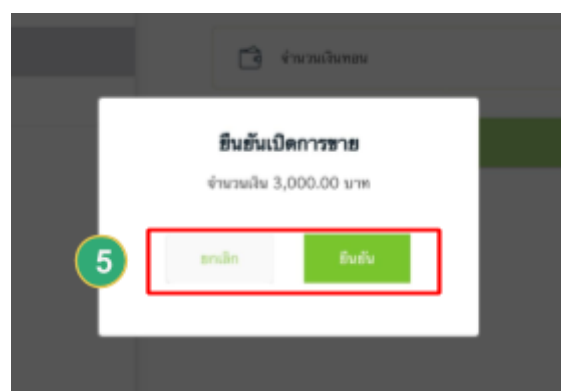 จำนวนเงินทอน
ยืนยันเปิดการขาย
จำนวนเงิน 3,000.00 บาท
5
ยกเลิก
ยืนยัน